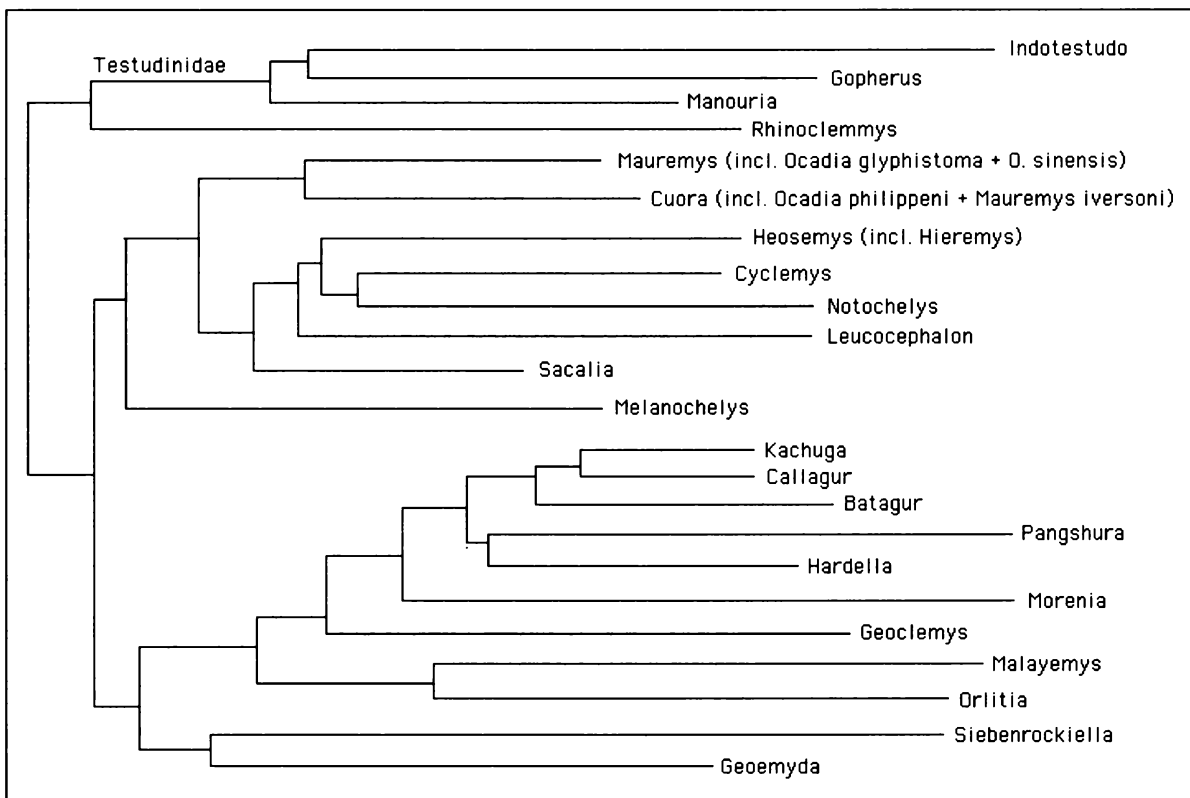 Testudinidae
Indotestudo
Gopherus
Manouria
Rhinoclemmys
Mauremys (incl. Ocadia glyphistoma + O. sinensis)
Cuora (incl. Ocadia philippeni + Mauremys iversoni)
Heosemys (incl. Hieremys)
Cyclemys
Notochelys
Leucocephalon
Sacalia
Melanochelys
Kachuga
Callagur
Batagur
Pangshura
Hardella
Morenia
Geoclemys
Malayemys
Orlitia
Siebenrockiella
Geoemyda